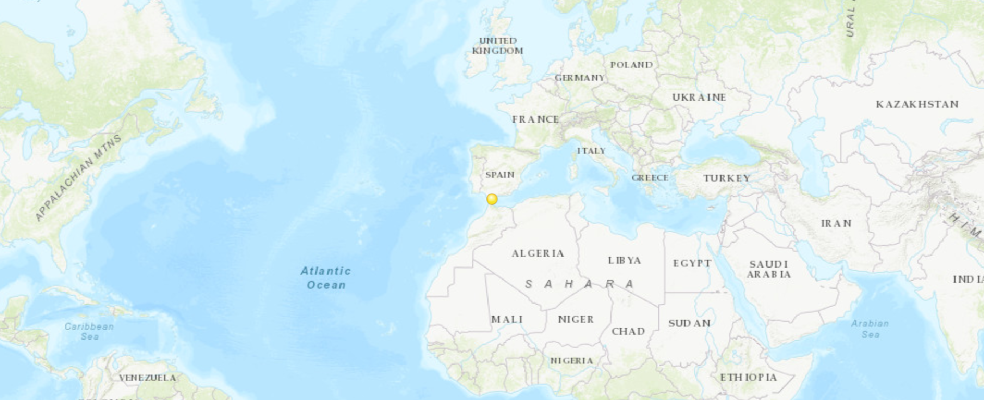 URAL
UNITED
KINGDOM
POLAND
GERMANY
UKRAINE
KAZAKHSTAN
FRANCE
ITALY
APPALACHIAN MTNS
SPAIN
GREECE
TURKEY
HIM
IRAN
ALGERIA
LIBYA
EGYPT
SAUDI
ARABIA
Atlantic
Ocean
SAHARA
INDI
MALI
NIGER
CHAD
SUDAN
Caribbean
Sea
Arabian
Sea
NIGERIA
VENEZUELA
ETHIOPIA